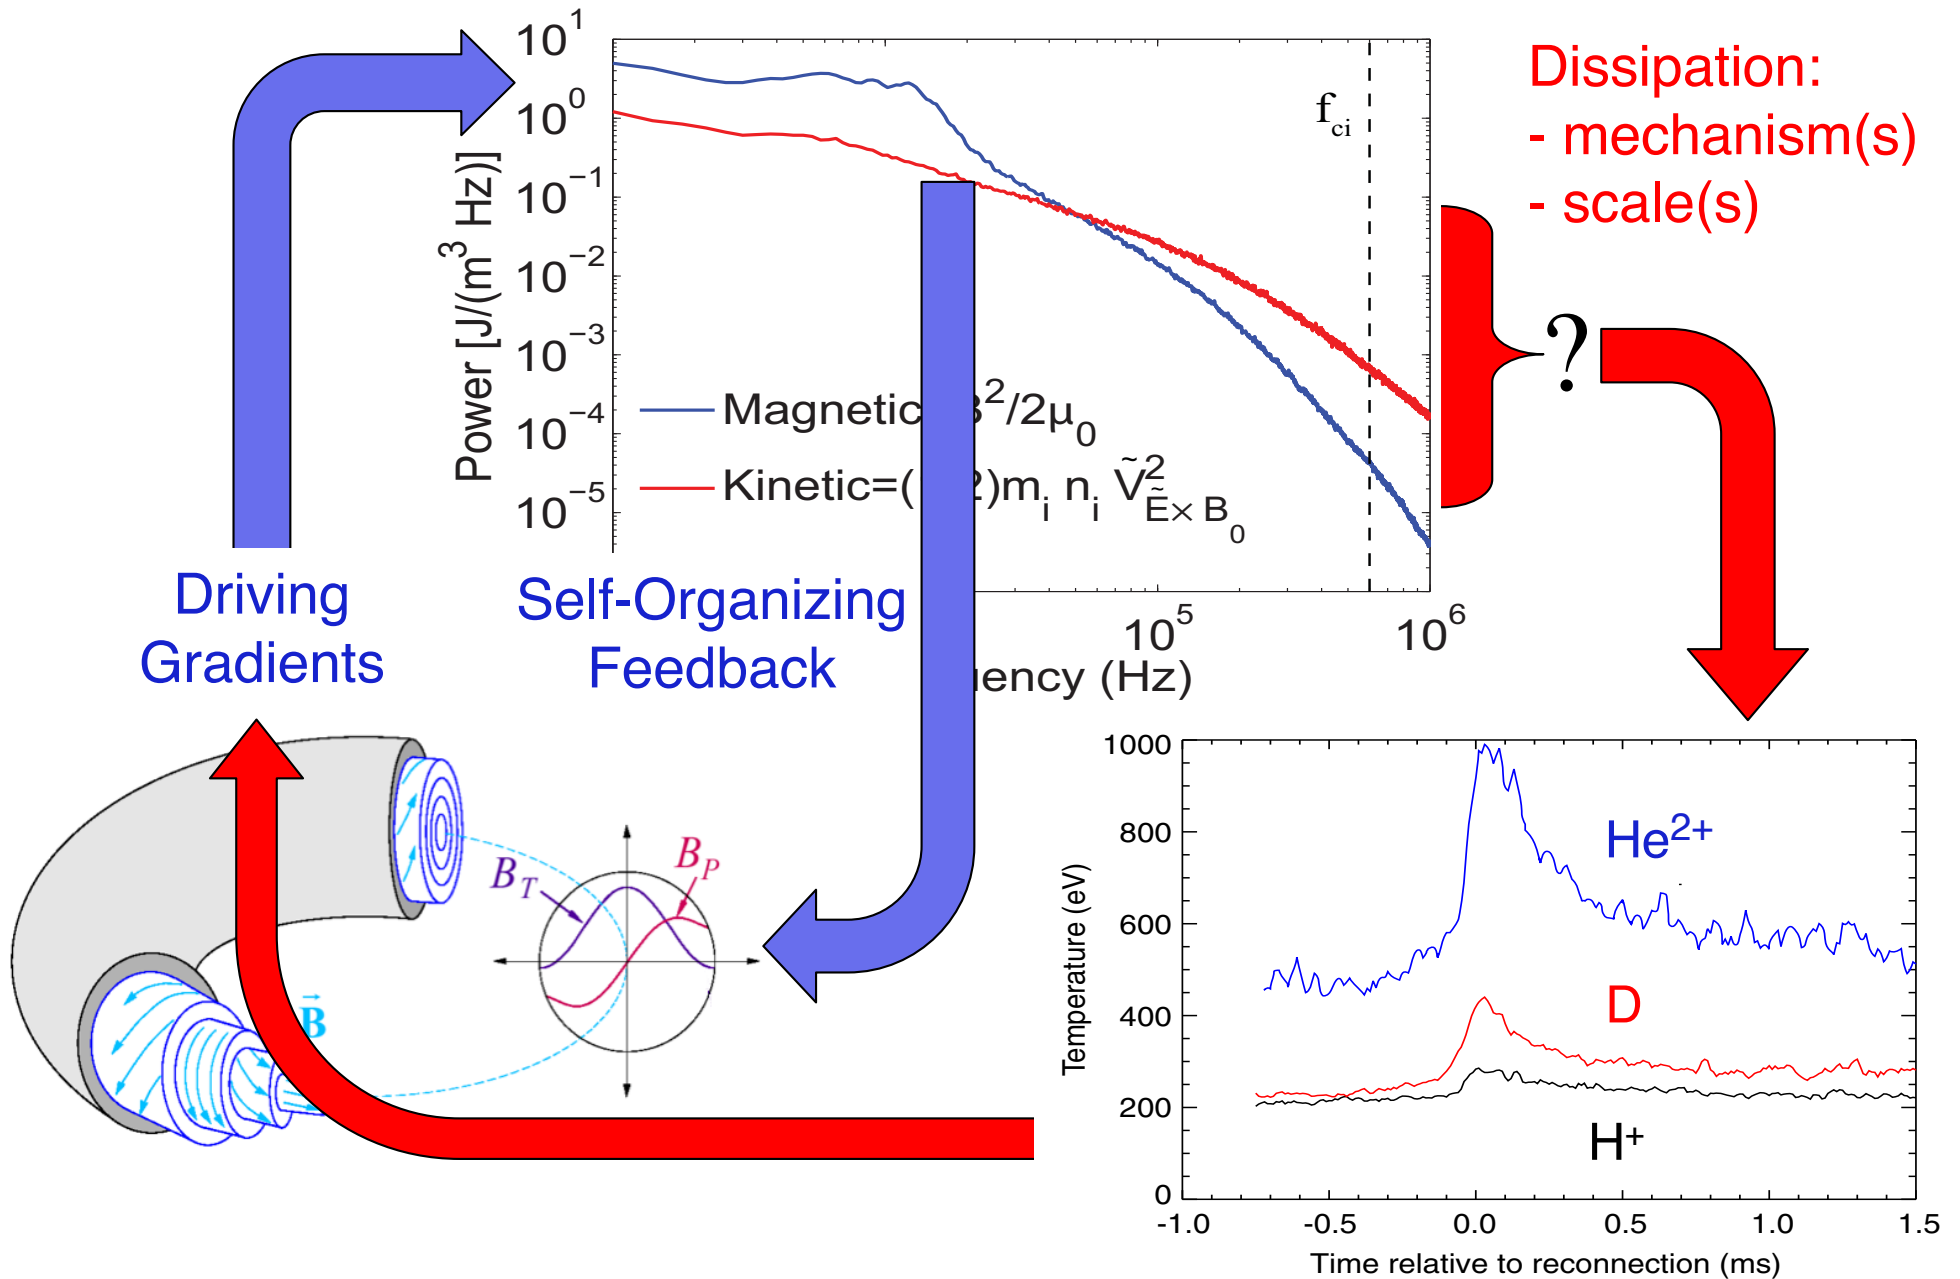 10^1
10^0
10^−1
10^−2
10^−3
10^−4
10^−5
Power [J/(m^3 Hz)]
f_ci
Magnetic B^2/2μ_0
Kinetic=( 2)m_i n_i Ṽ^2_Ẽ×B_0
10^5
10^6
uency (Hz)
Dissipation:
- mechanism(s)
- scale(s)
?
Driving
Gradients
Self-Organizing
Feedback
B_T
B_P
B⃗
1000
800
600
400
200
0
Temperature (eV)
He^2+
D
H^+
-1.0
-0.5
0.0
0.5
1.0
1.5
Time relative to reconnection (ms)